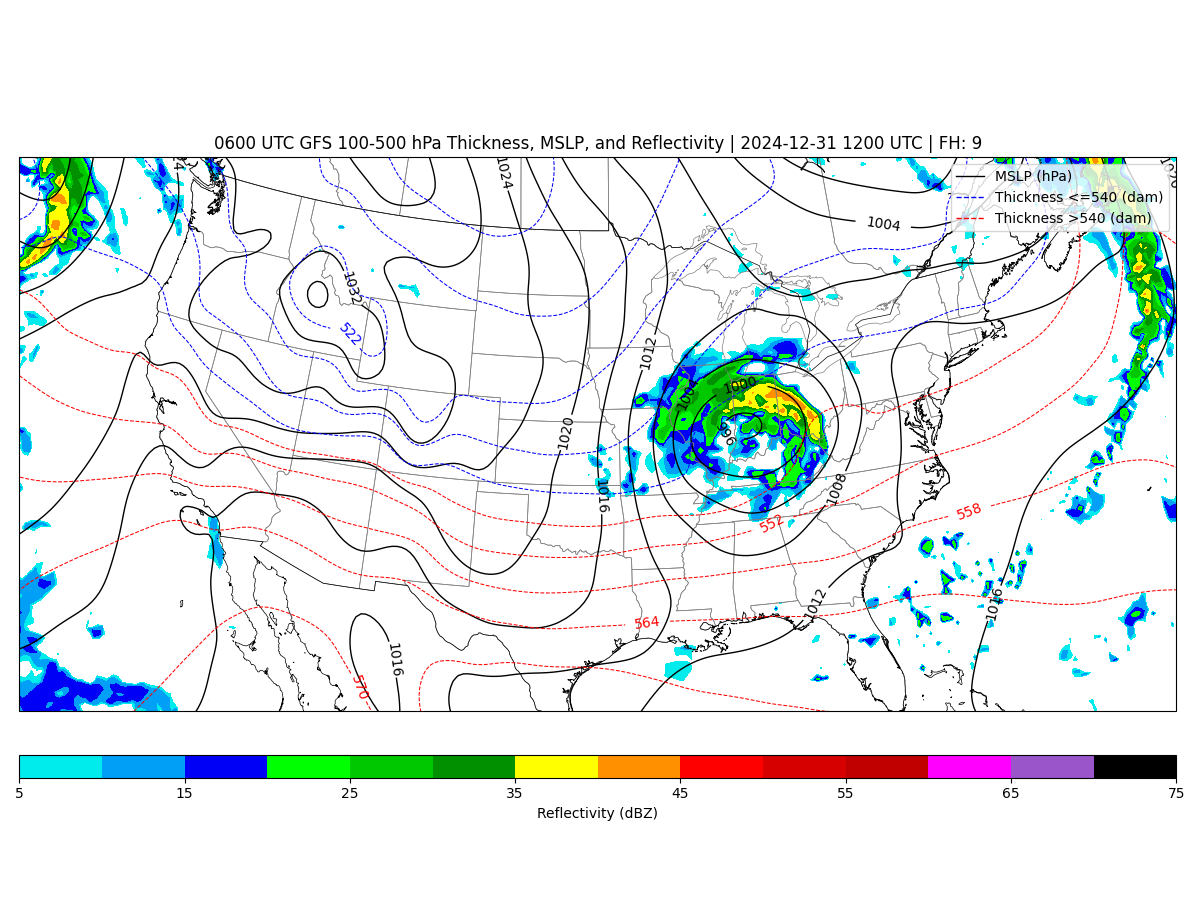 0600 UTC GFS 100-500 hPa Thickness, MSLP, and Reflectivity | 2024-12-31 1200 UTC | FH: 9
MSLP (hPa)
Thickness <=540 (dam)
Thickness >540 (dam)
1024
1004
1032
522
1012
1000
996
1020
1016
1008
552
558
1012
1016
564
1016
570
5 15 25 35 45 55 65 75
Reflectivity (dBZ)